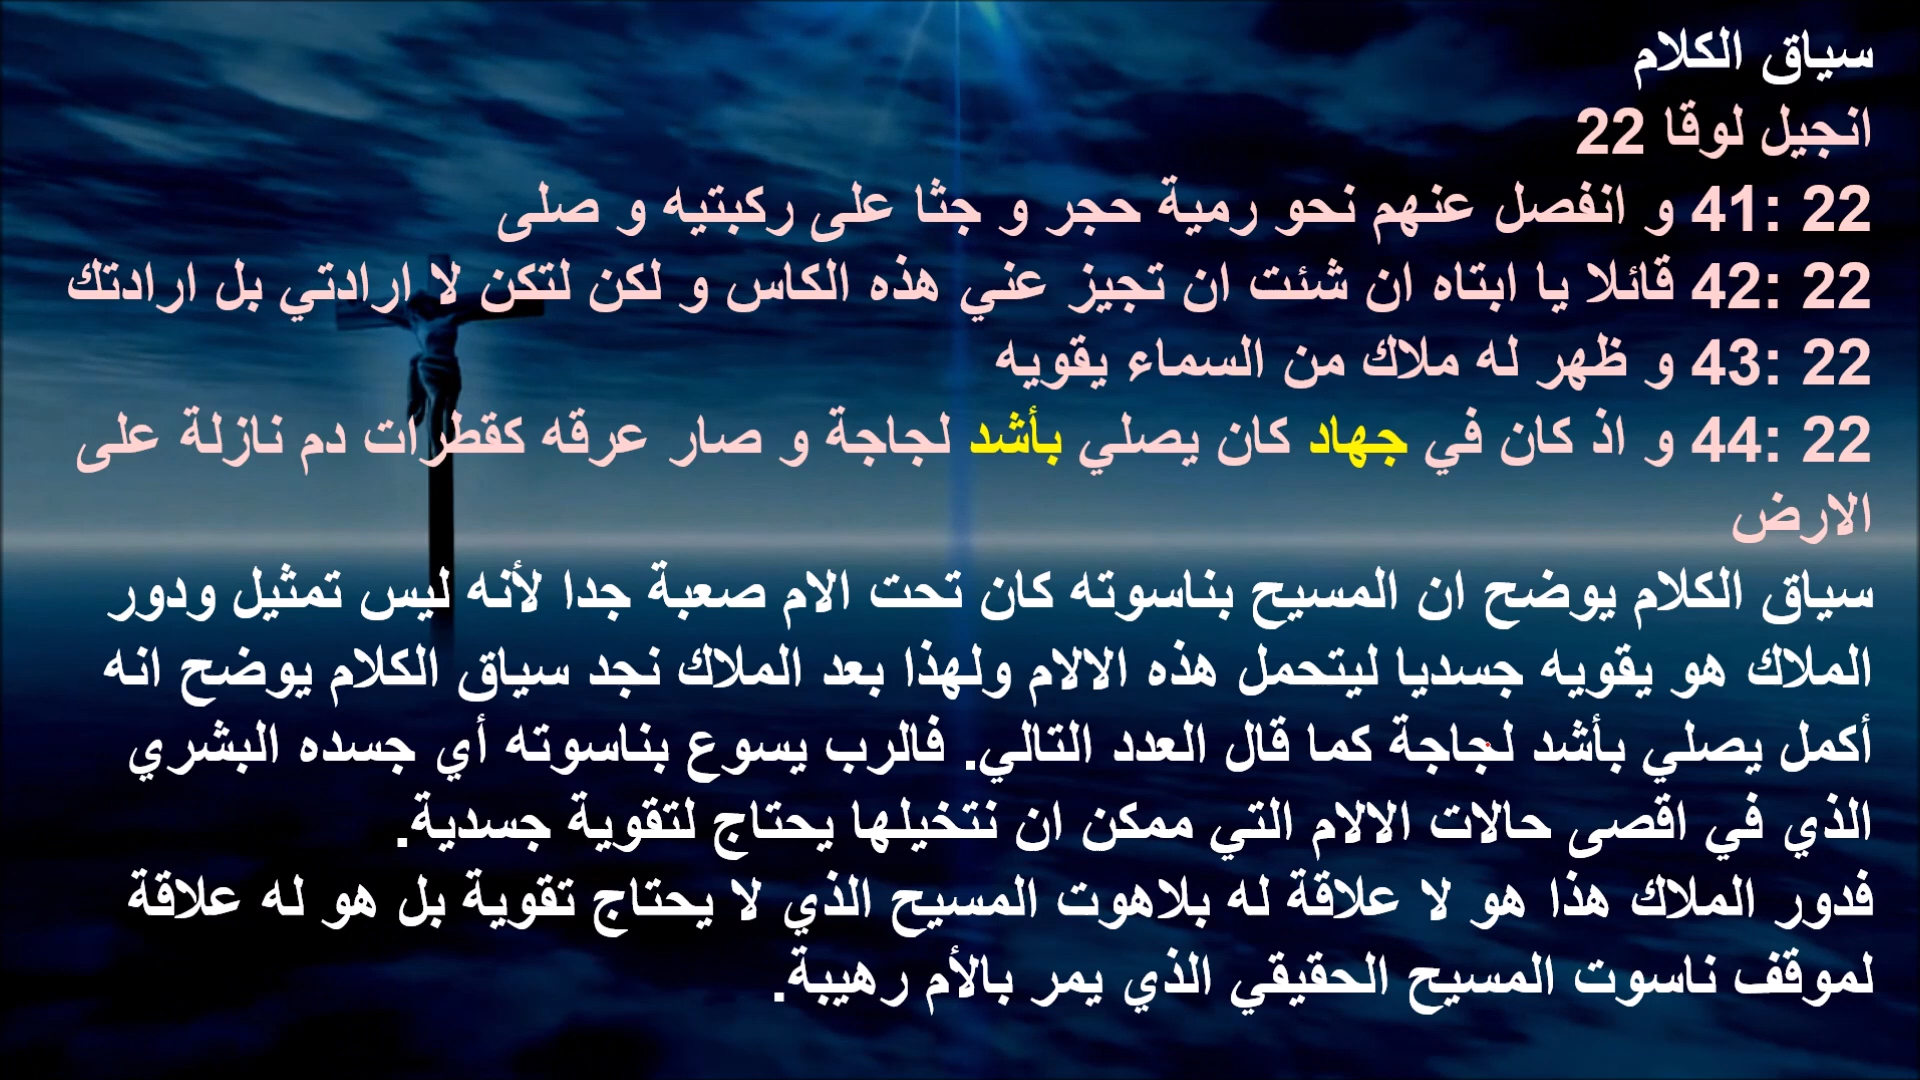 سياق الكلام
انجيل لوقا 22
22 :41 و انفصل عنهم نحو رمية حجر و جثا على ركبتيه و صلى
22 :42 قائلا يا ابتاه ان شئت ان تجيز عني هذه الكاس و لكن لتكن لا ارادتي بل ارادتك
22 :43 و ظهر له ملاك من السماء يقويه
22 :44 و اذ كان في جهاد كان يصلي بأشد لجاجة و صار عرقه كقطرات دم نازلة على
الارض
سياق الكلام يوضح ان المسيح بناسوته كان تحت الام صعبة جدا لأنه ليس تمثيل ودور
الملاك هو يقويه جسديا ليتحمل هذه الالام ولهذا بعد الملاك نجد سياق الكلام يوضح انه
أكمل يصلي بأشد لجاجة كما قال العدد التالي. فالرب يسوع بناسوته أي جسده البشري
الذي في اقصى حالات الالام التي ممكن ان نتخيلها يحتاج لتقوية جسدية.
فدور الملاك هذا هو لا علاقة له بلاهوت المسيح الذي لا يحتاج تقوية بل هو له علاقة
لموقف ناسوت المسيح الحقيقي الذي يمر بالأم رهيبة.